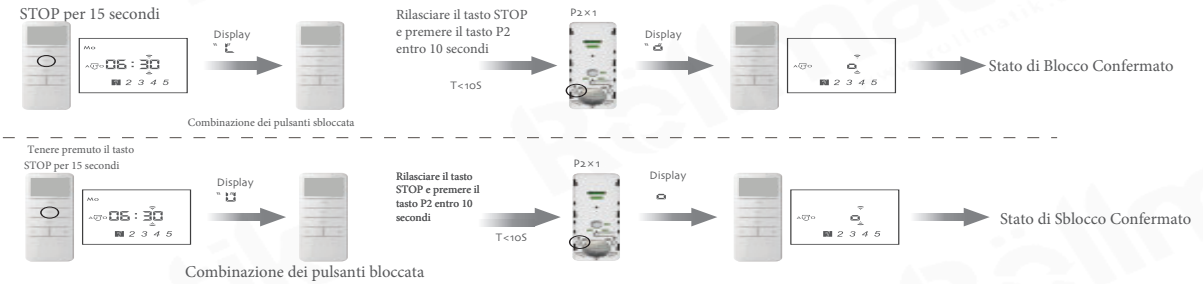 STOP per 15 secondi
Mo
06:30
1 2 3 4 5
Display
"L"
Combinazione dei pulsanti sbloccata
Rilasciare il tasto STOP
e premere il tasto P2
entro 10 secondi
T<10S
P2×1
Display
"o
o
1 2 3 4 5
Stato di Blocco Confermato
Tenere premuto il tasto
STOP per 15 secondi
Mo
06:30
1 2 3 4 5
Display
"U
Combinazione dei pulsanti bloccata
Rilasciare il tasto
STOP e premere il
tasto P2 entro 10
secondi
T<10S
P2×1
Display
o
o
1 2 3 4 5
Stato di Sblocco Confermato